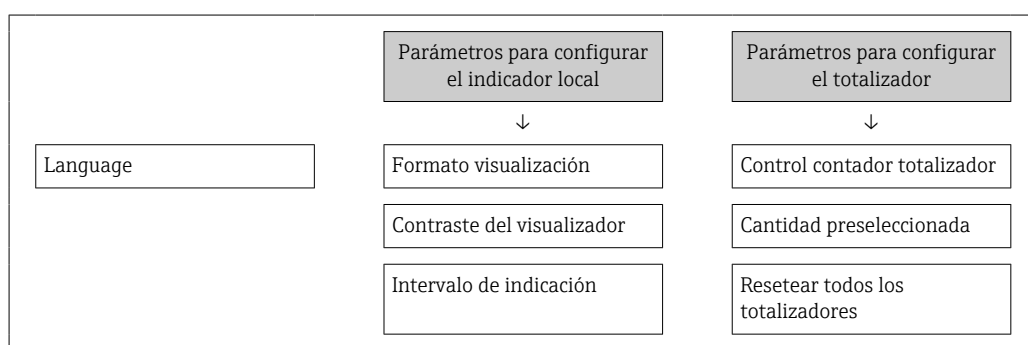 Parámetros para configurar
el indicador local
Parámetros para configurar
el totalizador
↓
↓
Language
Formato visualización
Control contador totalizador
Contraste del visualizador
Cantidad preseleccionada
Intervalo de indicación
Resetear todos los
totalizadores